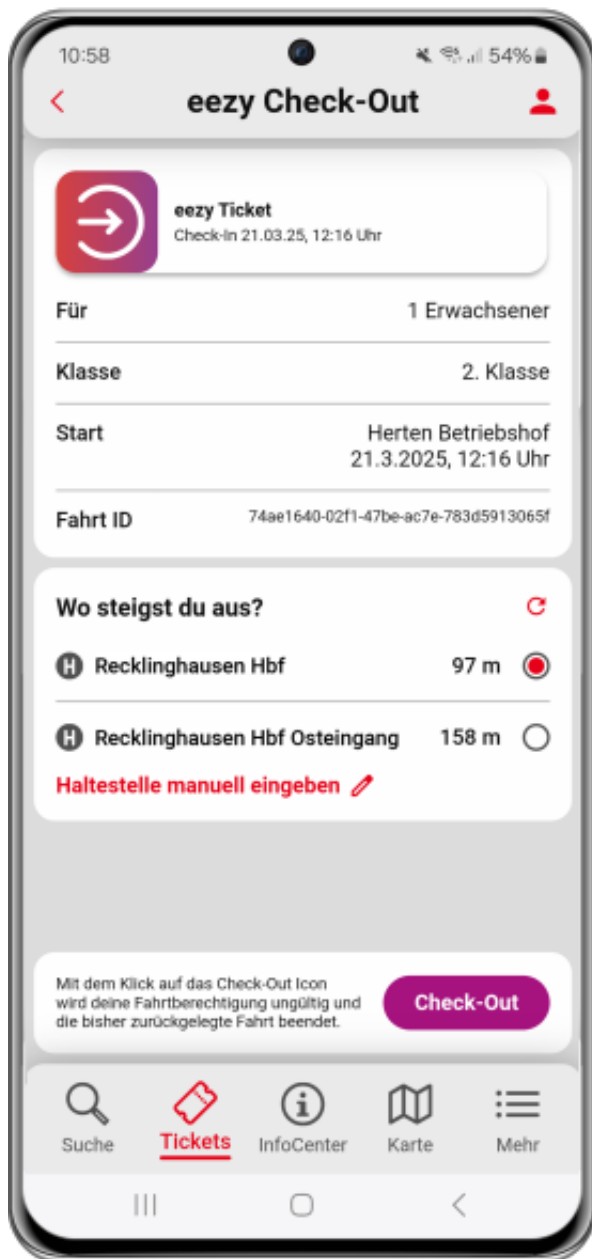 10:58
54%
eezy Check-Out
eezy Ticket
Check-In 21.03.25, 12:16 Uhr
Für 1 Erwachsener
Klasse 2. Klasse
Start Herten Betriebshof
21.3.2025, 12:16 Uhr
Fahrt ID 74ae1640-02f1-47be-ac7e-783d5913065f
Wo steigst du aus?
H Recklinghausen Hbf 97 m
H Recklinghausen Hbf Osteingang 158 m
Haltestelle manuell eingeben
Mit dem Klick auf das Check-Out Icon
wird deine Fahrtberechtigung ungültig und
die bisher zurückgelegte Fahrt beendet.
Check-Out
Suche Tickets InfoCenter Karte Mehr